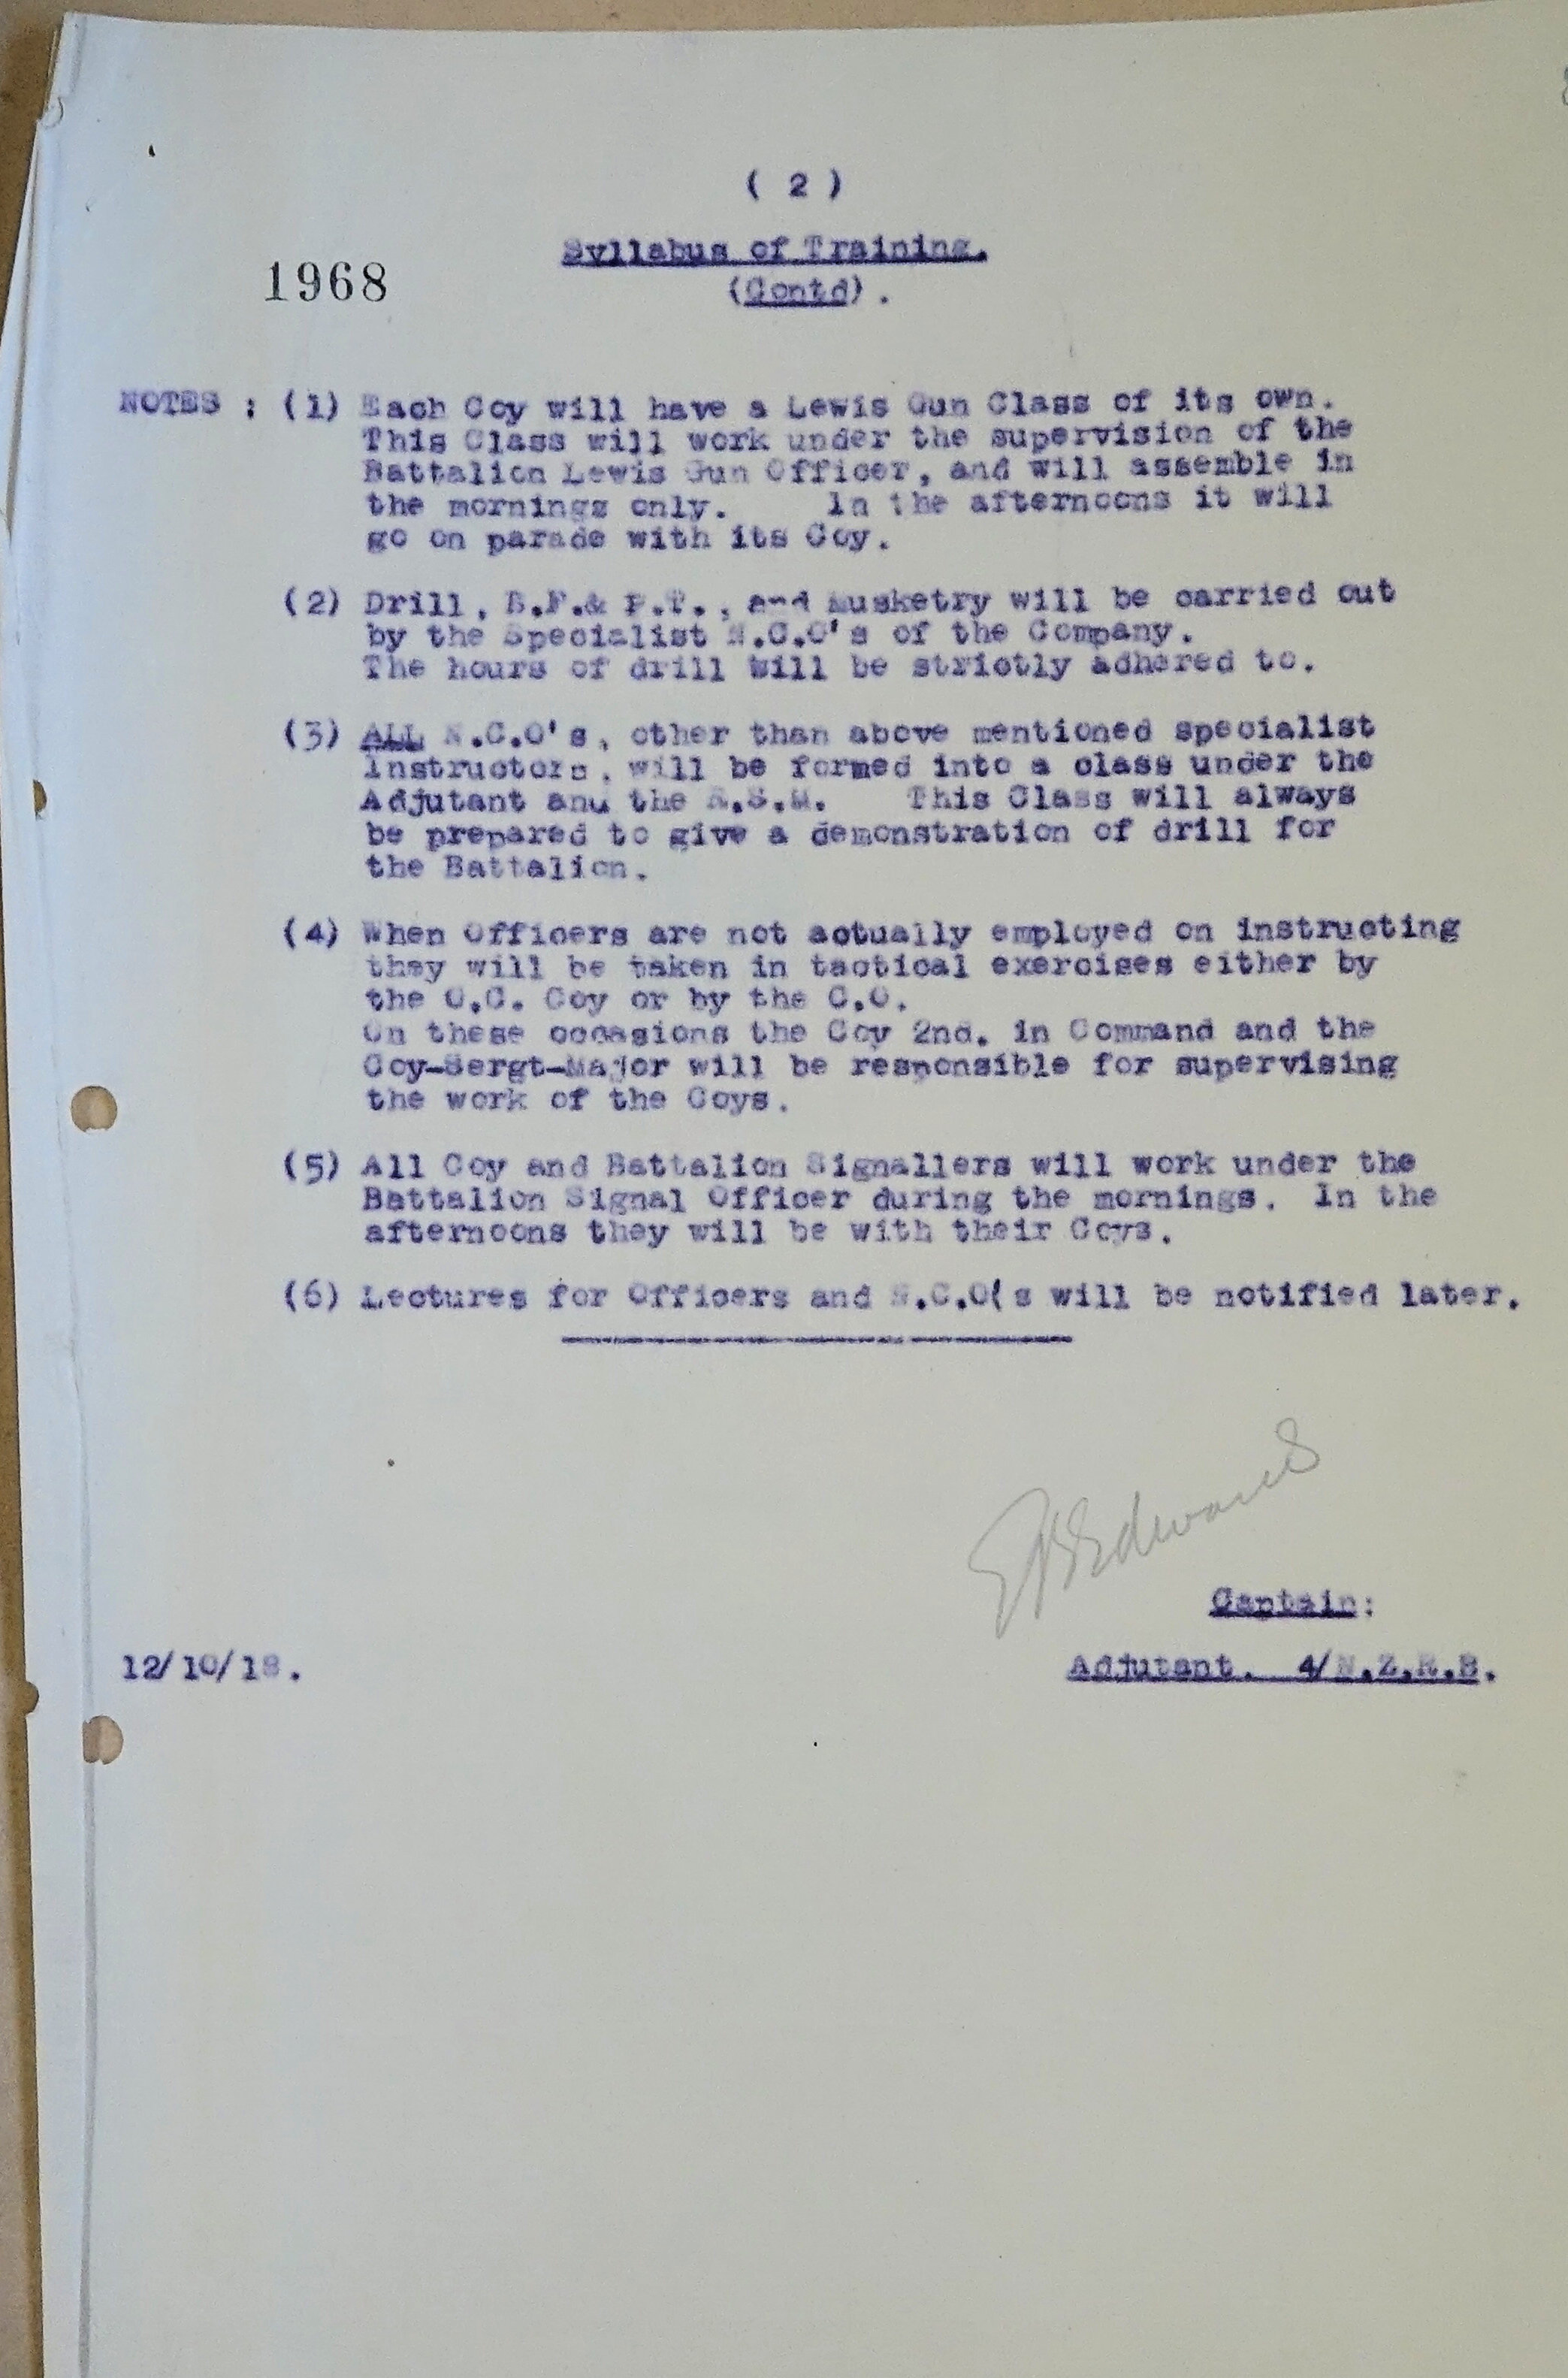 ( 2 )
Syllabus of Training.
1968
(Contd).
NOTES : (1) Each Coy will have a Lewis Gun Class of its own.
This Class will work under the supervision of the
Battalion Lewis Gun Officer, and will assemble in
the mornings only. In the afternoons it will
go on parade with its Coy.
(2) Drill, B.F.& P.T., and Musketry will be carried out
by the Specialist N.C.O's of the Company.
The hours of drill will be strictly adhered to.
(3) ALL N.C.O's, other than above mentioned specialist
Instructors, will be formed into a class under the
Adjutant and the R.S.M. This Class will always
be prepared to give a demonstration of drill for
the Battalion.
(4) When Officers are not actually employed on instructing
they will be taken in tactical exercises either by
the O.C. Coy or by the C.O.
On these occasions the Coy 2nd. in Command and the
Coy-Sergt-Major will be responsible for supervising
the work of the Coys.
(5) All Coy and Battalion Signallers will work under the
Battalion Signal Officer during the mornings. In the
afternoons they will be with their Coys.
(6) Lectures for Officers and N.C.O(s will be notified later.
Edwards
Captain:
12/10/18.
Adjutant. 4/N.Z.R.B.